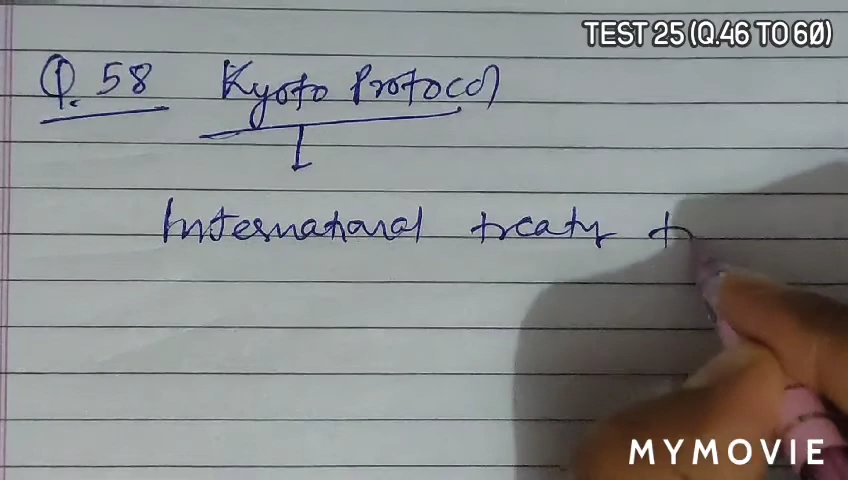 TEST 25 (Q.46 TO 60)
Q. 58 Kyoto Protocol
International treaty
MYMOVIE